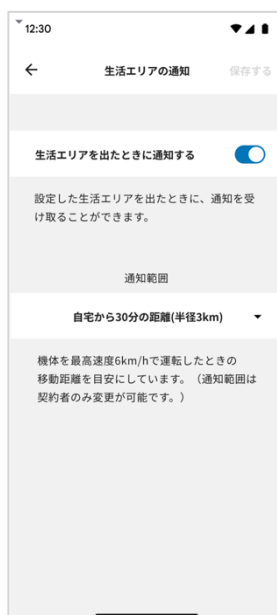 12:30
生活エリアの通知 保存する
生活エリアを出たときに通知する
設定した生活エリアを出たときに、通知を受
け取ることができます。
通知範囲
自宅から30分の距離(半径3km)
機体を最高速度6km/hで運転したときの
移動距離を目安にしています。（通知範囲は
契約者のみ変更が可能です。）